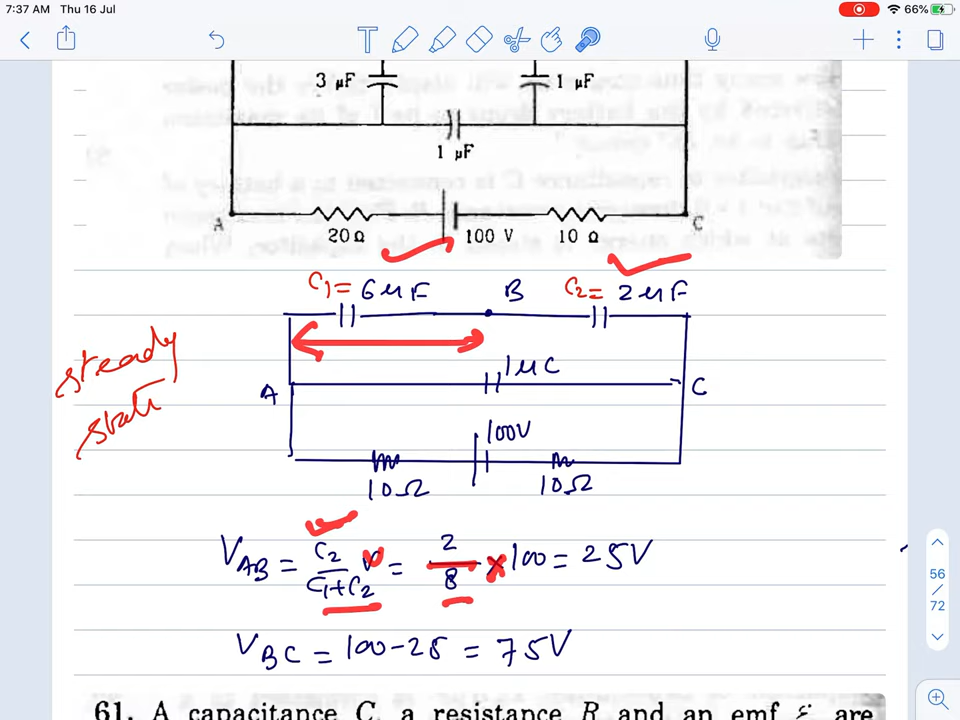 7:37 AM Thu 16 Jul
66%
T
3 μF
1 μF
1 μF
A
C
20 Ω
100 V
10 Ω
C1 = 6μF
B
C2 = 2μF
steady
state
1μC
A
C
100V
10Ω
10Ω
VAB = C2/(C1+C2) V = 2/8 × 100 = 25V
VBC = 100-25 = 75V
56
/
72
61. A capacitance C, a resistance R and an emf ε are